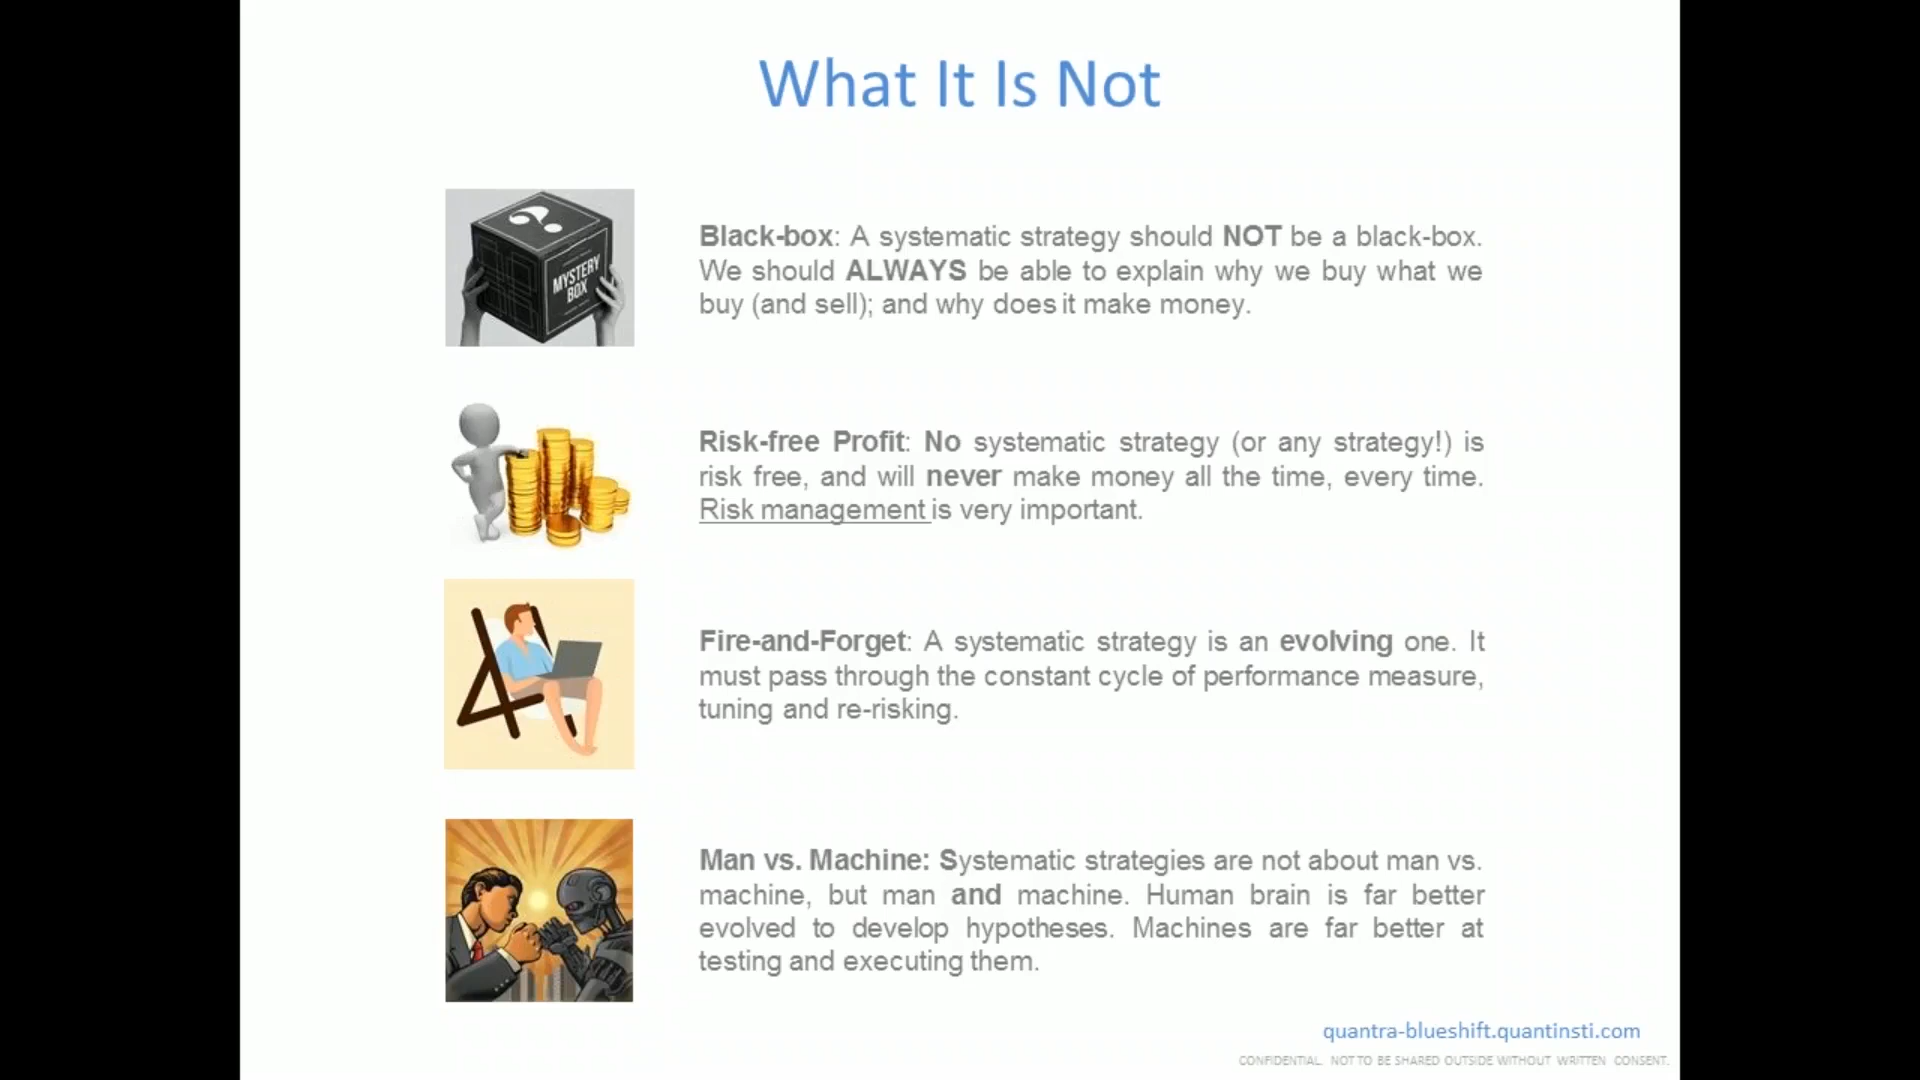 What It Is Not
MYSTERY
BOX
Black-box: A systematic strategy should NOT be a black-box.
We should ALWAYS be able to explain why we buy what we
buy (and sell); and why does it make money.
Risk-free Profit: No systematic strategy (or any strategy!) is
risk free, and will never make money all the time, every time.
Risk management is very important.
Fire-and-Forget: A systematic strategy is an evolving one. It
must pass through the constant cycle of performance measure,
tuning and re-risking.
Man vs. Machine: Systematic strategies are not about man vs.
machine, but man and machine. Human brain is far better
evolved to develop hypotheses. Machines are far better at
testing and executing them.
quantra-blueshift.quantinsti.com
CONFIDENTIAL. NOT TO BE SHARED OUTSIDE WITHOUT WRITTEN CONSENT.